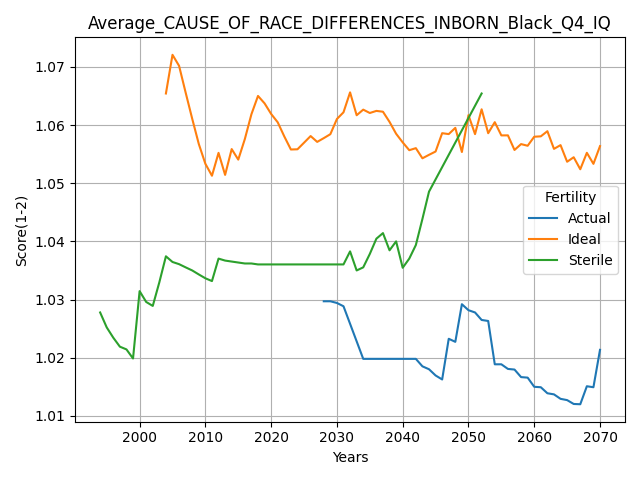 Average_CAUSE_OF_RACE_DIFFERENCES_INBORN_Black_Q4_IQ
1.07
1.06
1.05
1.04
1.03
1.02
1.01
Score(1-2)
Fertility
Actual
Ideal
Sterile
2000 2010 2020 2030 2040 2050 2060 2070
Years